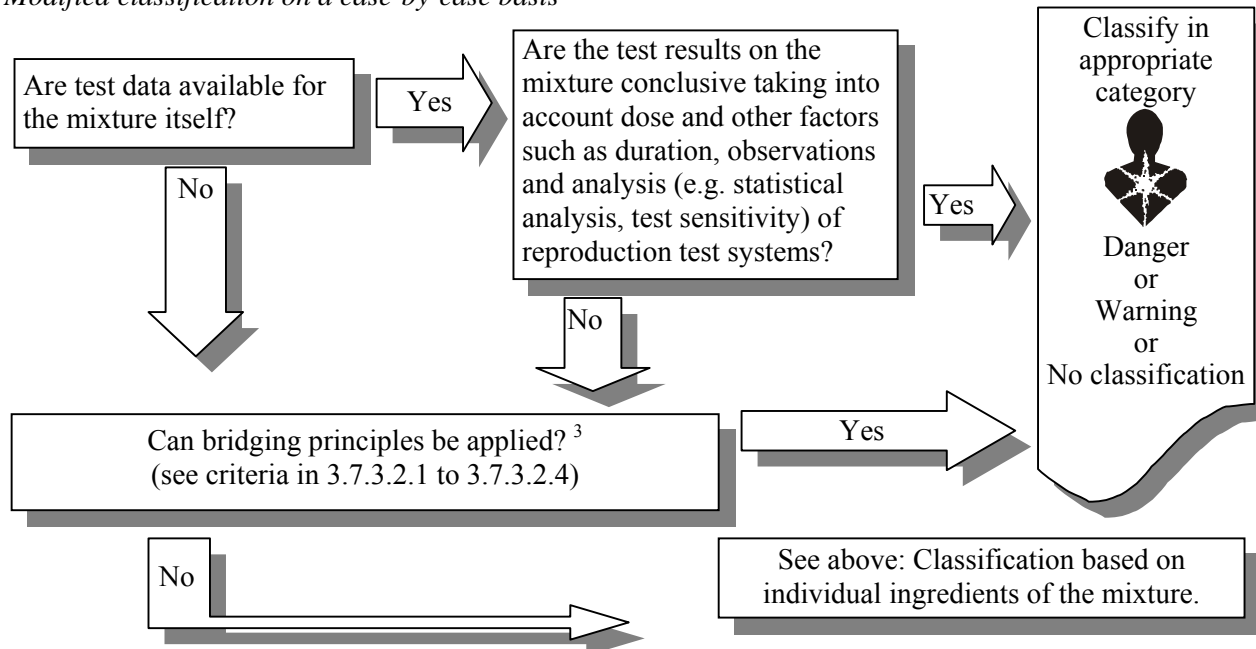 Modified classification on a case-by-case basis
Are test data available for
the mixture itself?
Yes
Are the test results on the
mixture conclusive taking into
account dose and other factors
such as duration, observations
and analysis (e.g. statistical
analysis, test sensitivity) of
reproduction test systems?
Yes
Classify in
appropriate
category
Danger
or
Warning
or
No classification
No
No
Can bridging principles be applied? 3
(see criteria in 3.7.3.2.1 to 3.7.3.2.4)
Yes
No
See above: Classification based on
individual ingredients of the mixture.